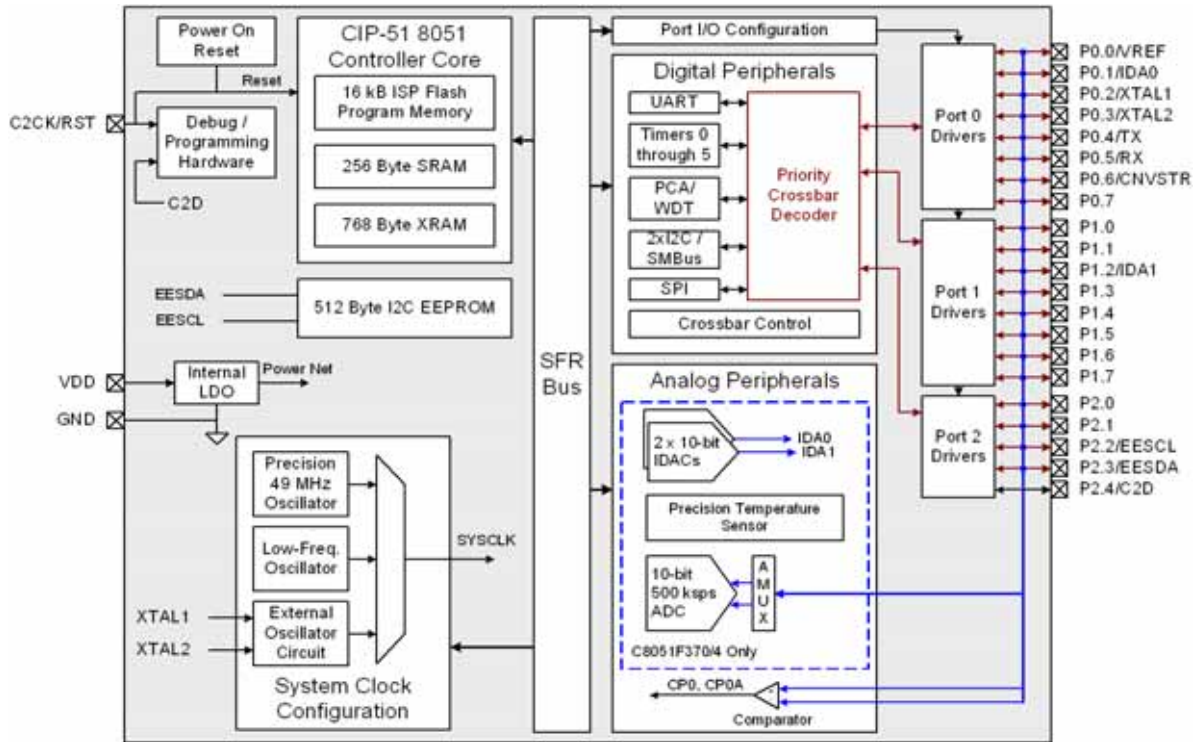 Power On
Reset
Reset
C2CK/RST
Debug /
Programming
Hardware
C2D
CIP-51 8051
Controller Core
16 kB ISP Flash
Program Memory
256 Byte SRAM
768 Byte XRAM
EESDA
EESCL
512 Byte I2C EEPROM
VDD
GND
Internal
LDO
Power Net
Precision
49 MHz
Oscillator
Low-Freq.
Oscillator
External
Oscillator
Circuit
XTAL1
XTAL2
SYSCLK
System Clock
Configuration
SFR
Bus
Port I/O Configuration
Digital Peripherals
UART
Timers 0
through 5
PCA/
WDT
2xI2C /
SMBus
SPI
Priority
Crossbar
Decoder
Crossbar Control
Analog Peripherals
2 x 10-bit
IDACs
IDA0
IDA1
Precision Temperature
Sensor
10-bit
500 ksps
ADC
A
M
U
X
C8051F370/4 Only
CP0, CP0A
+
-
Comparator
Port 0
Drivers
Port 1
Drivers
Port 2
Drivers
P0.0/VREF
P0.1/IDA0
P0.2/XTAL1
P0.3/XTAL2
P0.4/TX
P0.5/RX
P0.6/CNVSTR
P0.7
P1.0
P1.1
P1.2/IDA1
P1.3
P1.4
P1.5
P1.6
P1.7
P2.0
P2.1
P2.2/EESCL
P2.3/EESDA
P2.4/C2D